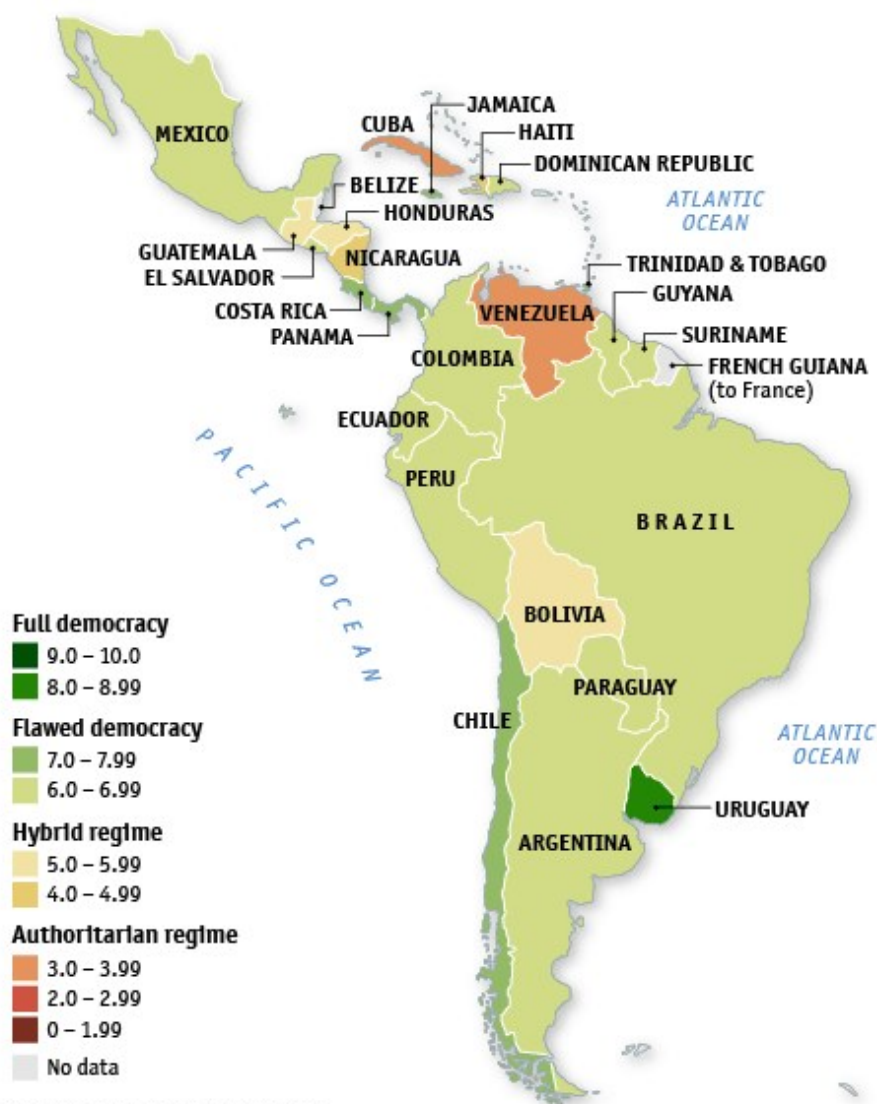 JAMAICA
CUBA
HAITI
MEXICO
DOMINICAN REPUBLIC
BELIZE
ATLANTIC
OCEAN
HONDURAS
GUATEMALA
NICARAGUA
EL SALVADOR
TRINIDAD & TOBAGO
COSTA RICA
GUYANA
VENEZUELA
PANAMA
SURINAME
COLOMBIA
FRENCH GUIANA
(to France)
ECUADOR
PACIFIC OCEAN
PERU
BRAZIL
BOLIVIA
Full democracy
9.0 – 10.0
8.0 – 8.99
PARAGUAY
CHILE
Flawed democracy
7.0 – 7.99
6.0 – 6.99
ATLANTIC
OCEAN
URUGUAY
ARGENTINA
Hybrid regime
5.0 – 5.99
4.0 – 4.99
Authoritarian regime
3.0 – 3.99
2.0 – 2.99
0 – 1.99
No data